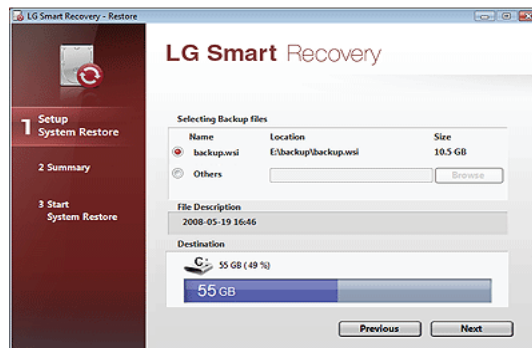 LG Smart Recovery - Restore
LG Smart Recovery
1 Setup
System Restore
2 Summary
3 Start
System Restore
Selecting Backup files
Name Location Size
backup.wsi E:\backup\backup.wsi 10.5 GB
Others Browse
File Description
2008-05-19 16:46
Destination
C: 55 GB ( 49 %)
55 GB
Previous Next